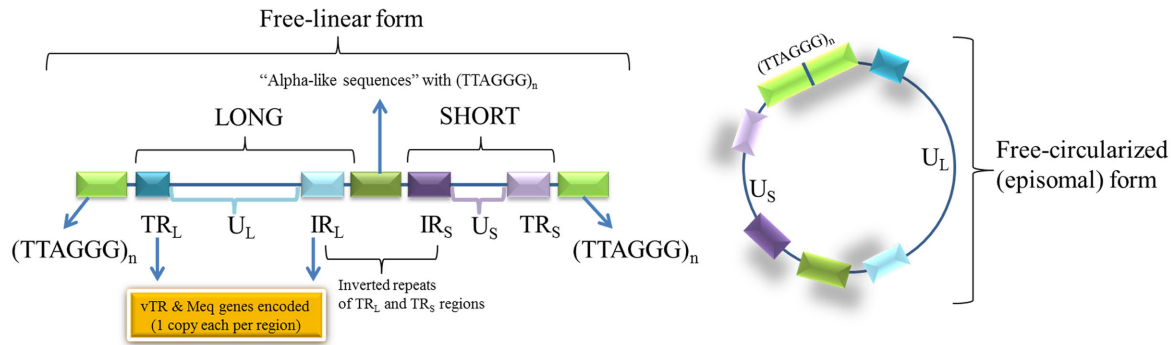 Free-linear form
“Alpha-like sequences” with (TTAGGG)n
LONG
SHORT
TRL
UL
IRL
IRS
US
TRS
(TTAGGG)n
(TTAGGG)n
Inverted repeats
of TRL and TRS regions
vTR & Meq genes encoded
(1 copy each per region)
(TTAGGG)n
UL
US
Free-circularized
(episomal) form